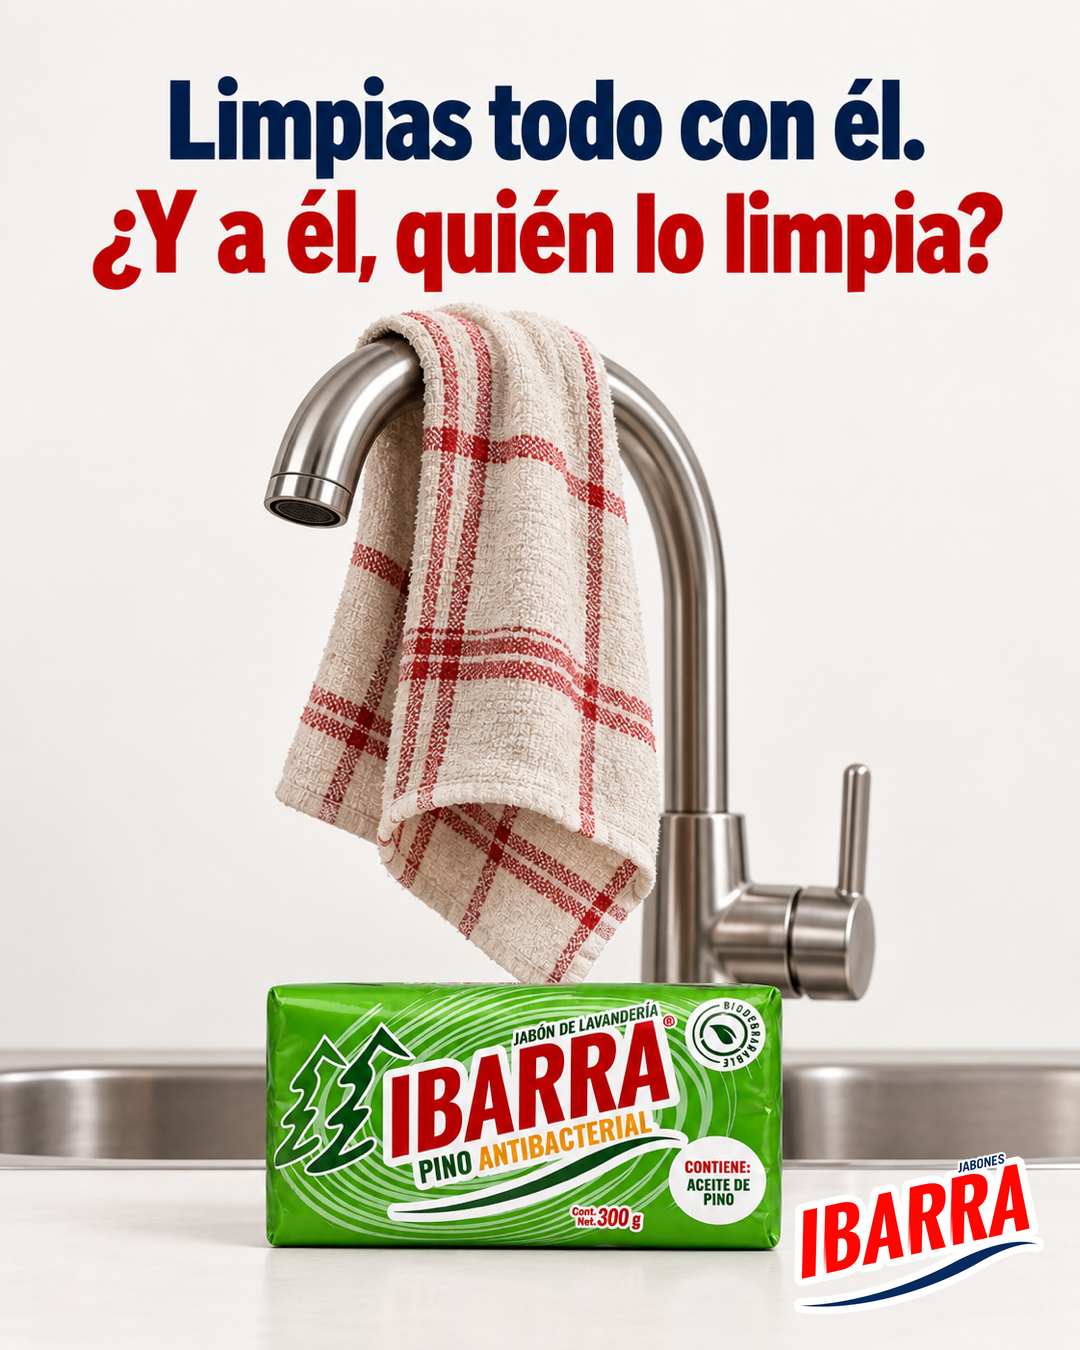 Limpias todo con él.
¿Y a él, quién lo limpia?
JABÓN DE LAVANDERÍA
IBARRA®
PINO ANTIBACTERIAL
BIODEGRARABLE
CONTIENE:
ACEITE DE
PINO
Cont.
Net. 300 g
JABONES
IBARRA